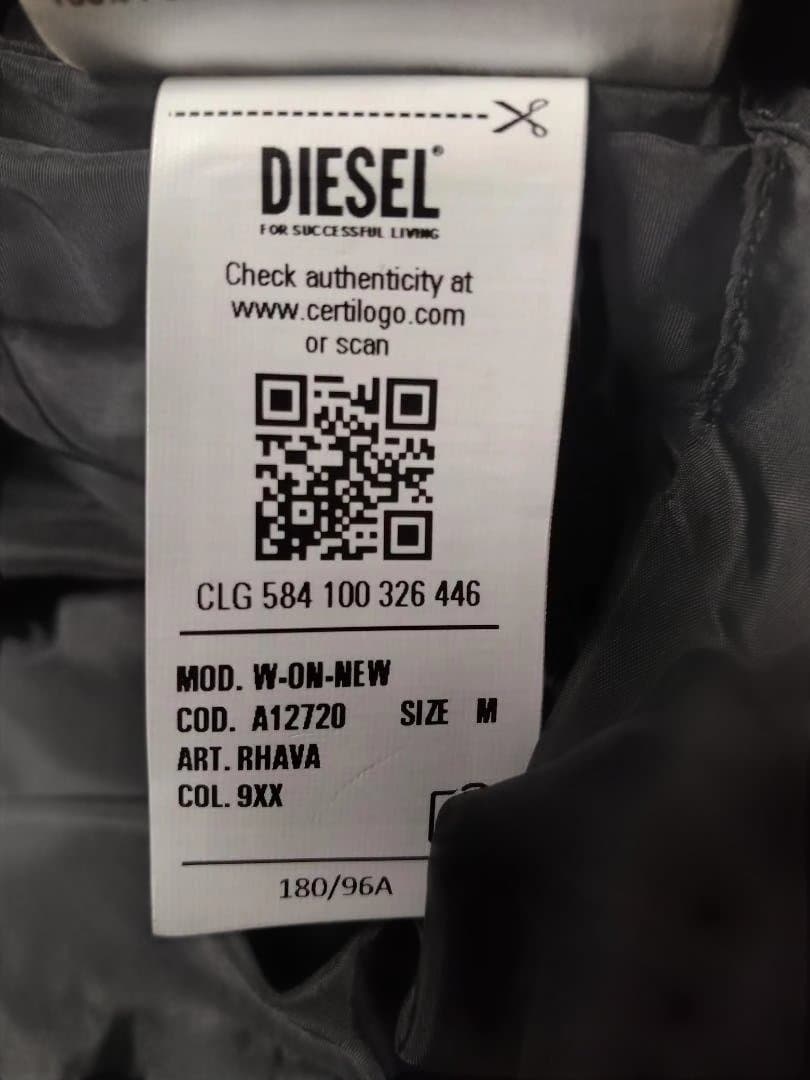 DIESEL®
FOR SUCCESSFUL LIVING
Check authenticity at
www.certilogo.com
or scan
CLG 584 100 326 446
MOD. W-ON-NEW
COD. A12720 SIZE M
ART. RHAVA
COL. 9XX
180/96A